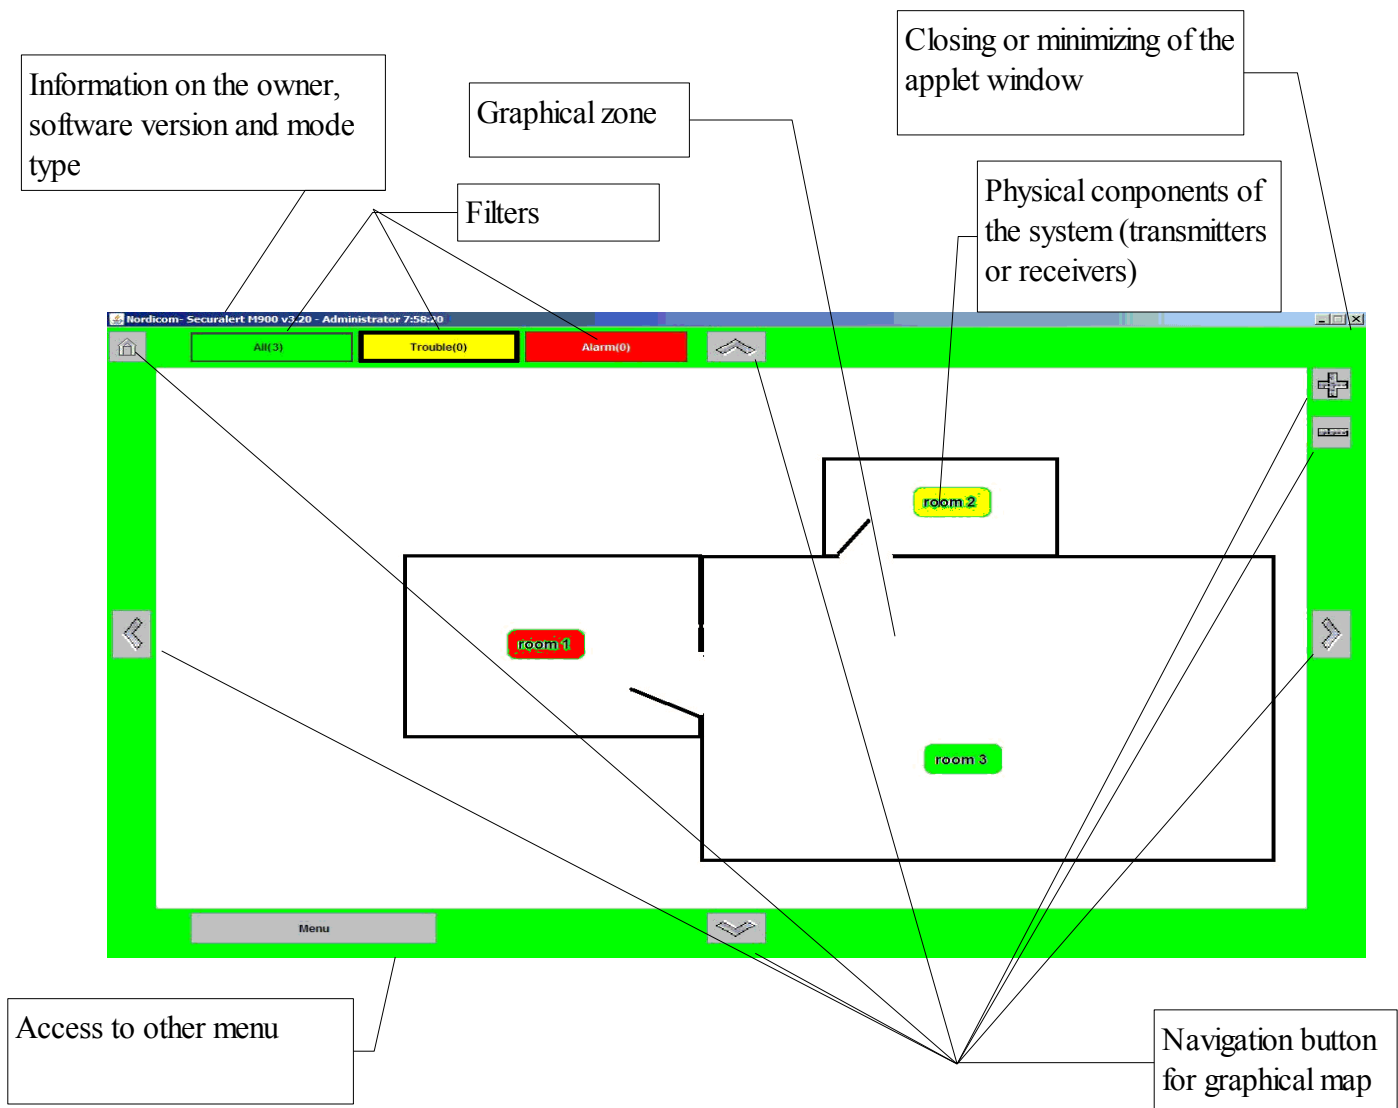 Closing or minimizing of the
applet window
Information on the owner,
software version and mode
type
Graphical zone
Physical conponents of
the system (transmitters
or receivers)
Filters
Nordicom- Securalert M900 v3.20 - Administrator 7:58:20
All(3)
Trouble(0)
Alarm(0)
room 2
room 1
room 3
Menu
Access to other menu
Navigation button
for graphical map